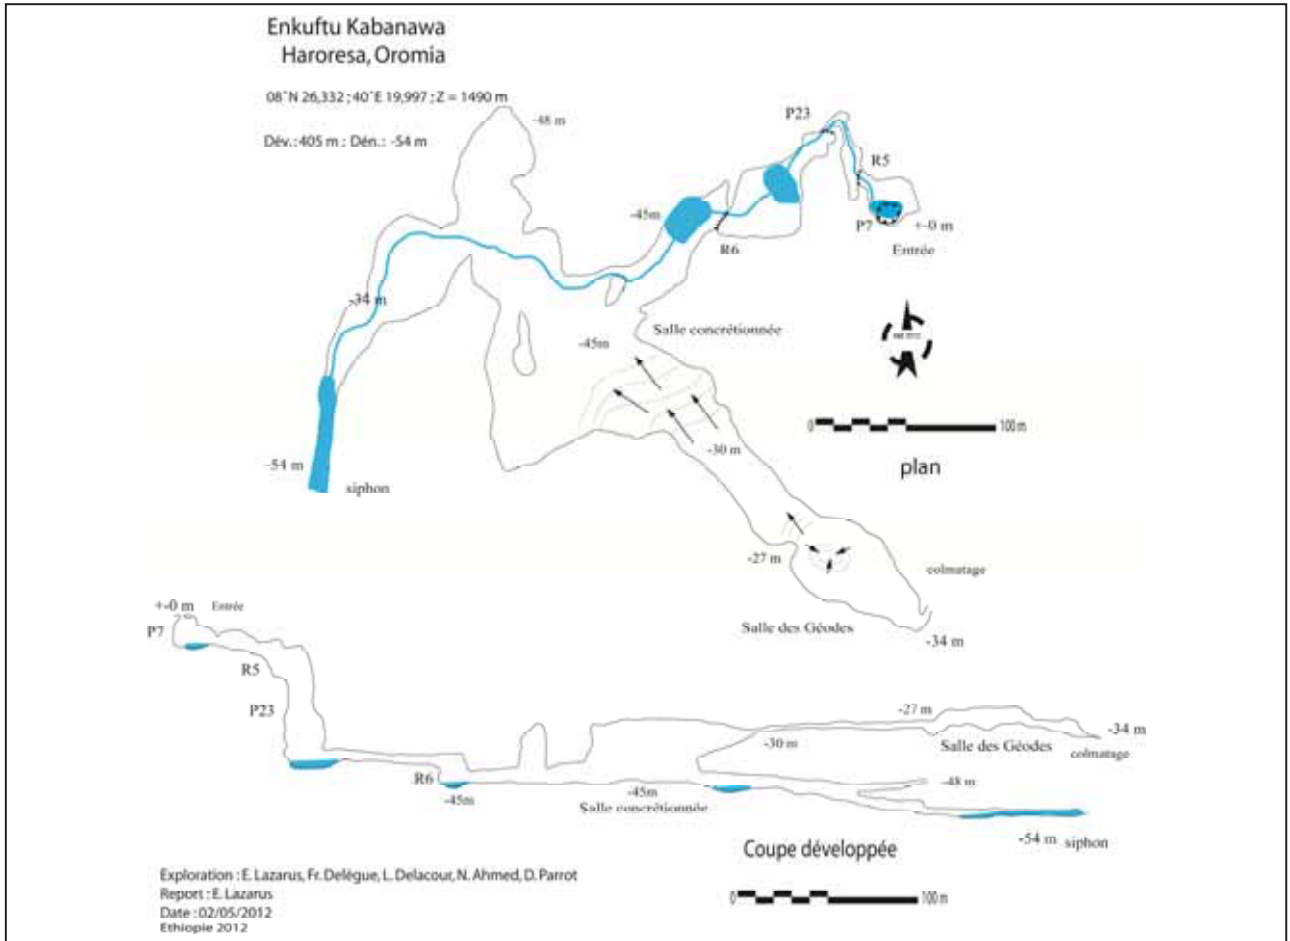 Enkuftu Kabanawa
Haroresa, Oromia
08°N 26,332 ; 40°E 19,997 ; Z = 1490 m
-48 m
Dév. : 405 m : Dén.: -54 m
P23
R5
-45m
R6
P7
+-0 m
Entrée
-34 m
Salle concrétionnée
-45m
0 100 m
plan
-30 m
-54 m
siphon
-27 m
colmatage
Salle des Géodes
-34 m
+-0 m Entrée
P7
R5
P23
-27 m
-34 m
-30 m
Salle des Géodes
colmatage
R6
-48 m
-45m
-45m
Salle concrétionnée
-54 m siphon
Coupe développée
0 100 m
Exploration : E. Lazarus, Fr. Delègue, L. Delacour, N. Ahmed, D. Parrot
Report : E. Lazarus
Date : 02/05/2012
Ethiopie 2012